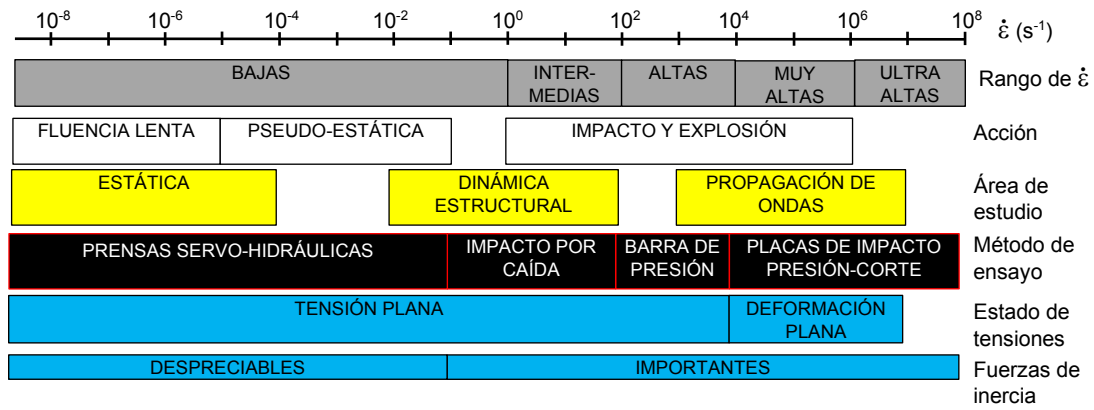 10⁻⁸ 10⁻⁶ 10⁻⁴ 10⁻² 10⁰ 10² 10⁴ 10⁶ 10⁸ ε̇ (s⁻¹)
BAJAS INTER- ALTAS MUY ULTRA Rango de ε̇
MEDIAS ALTAS ALTAS
FLUENCIA LENTA PSEUDO-ESTÁTICA IMPACTO Y EXPLOSIÓN Acción
ESTÁTICA DINÁMICA PROPAGACIÓN DE Área de
ESTRUCTURAL ONDAS estudio
PRENSAS SERVO-HIDRÁULICAS IMPACTO POR BARRA DE PLACAS DE IMPACTO Método de
CAÍDA PRESIÓN PRESIÓN-CORTE ensayo
TENSIÓN PLANA DEFORMACIÓN Estado de
PLANA tensiones
DESPRECIABLES IMPORTANTES Fuerzas de
inercia